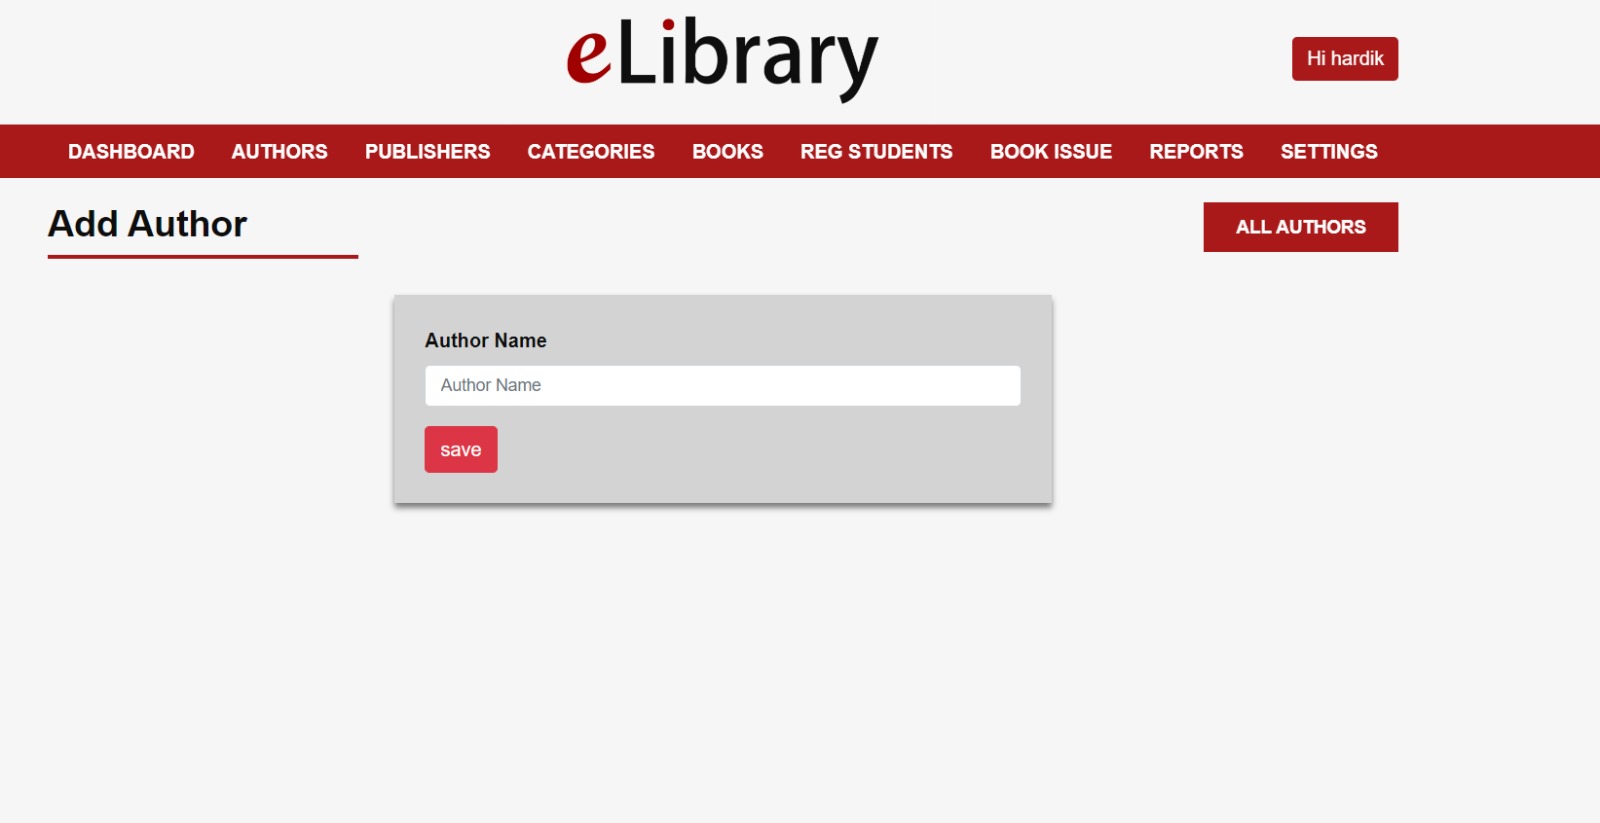 eLibrary
Hi hardik
DASHBOARD AUTHORS PUBLISHERS CATEGORIES BOOKS REG STUDENTS BOOK ISSUE REPORTS SETTINGS
Add Author
ALL AUTHORS
Author Name
Author Name
save